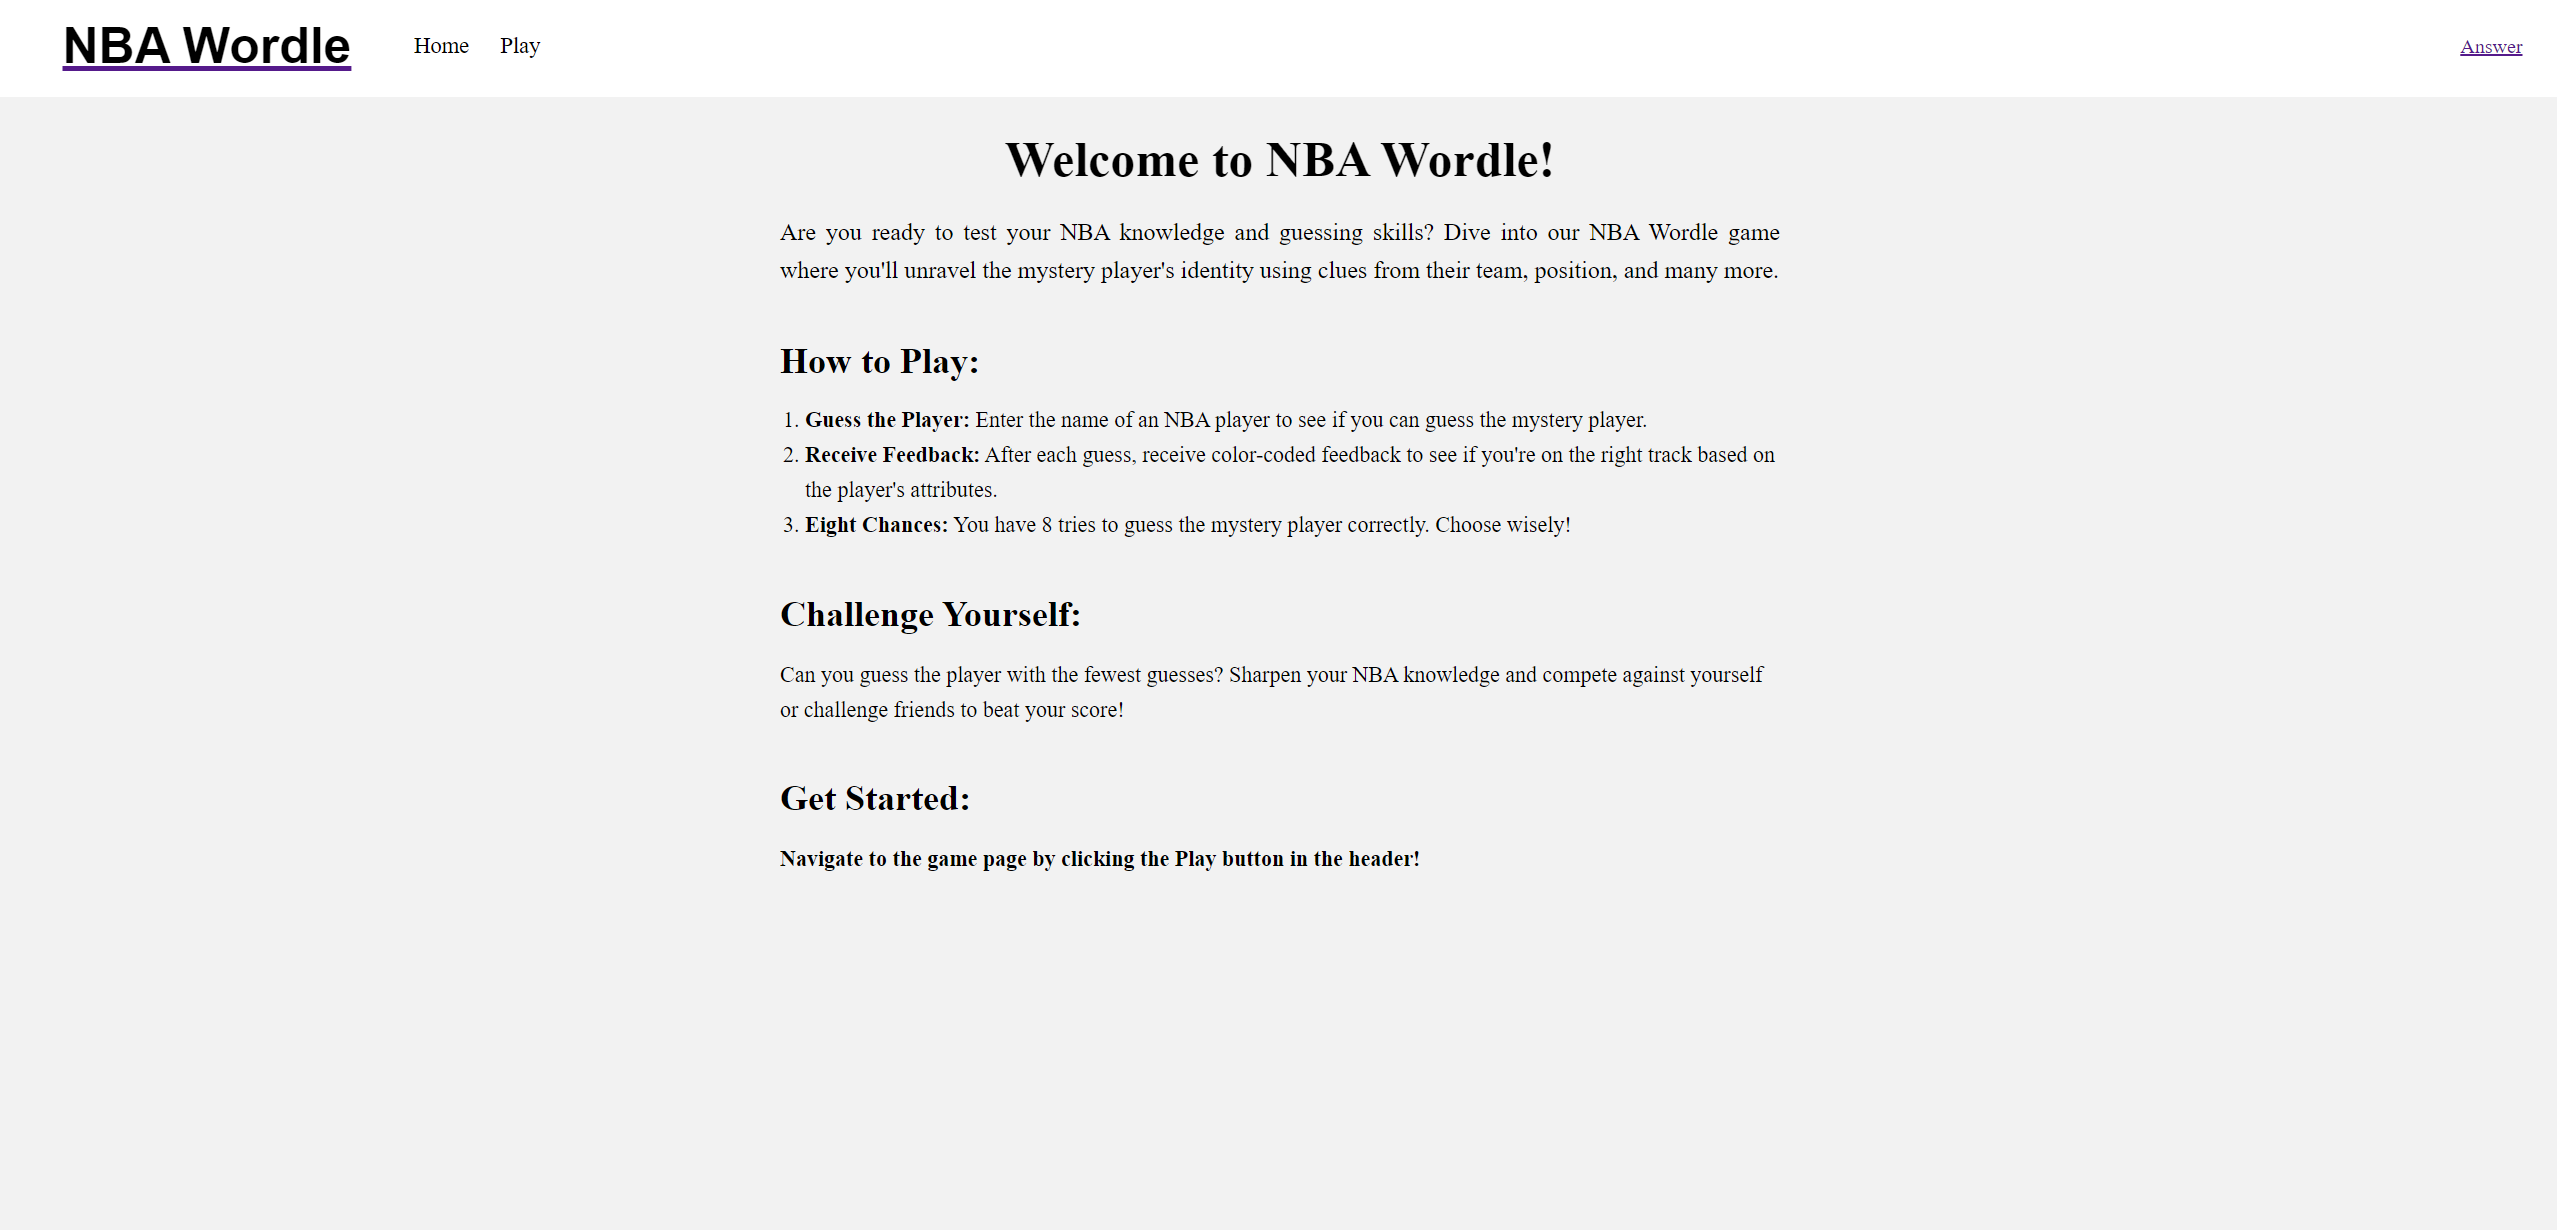 NBA Wordle Home Play Answer
Welcome to NBA Wordle!
Are you ready to test your NBA knowledge and guessing skills? Dive into our NBA Wordle game
where you'll unravel the mystery player's identity using clues from their team, position, and many more.
How to Play:
1. Guess the Player: Enter the name of an NBA player to see if you can guess the mystery player.
2. Receive Feedback: After each guess, receive color-coded feedback to see if you're on the right track based on
the player's attributes.
3. Eight Chances: You have 8 tries to guess the mystery player correctly. Choose wisely!
Challenge Yourself:
Can you guess the player with the fewest guesses? Sharpen your NBA knowledge and compete against yourself
or challenge friends to beat your score!
Get Started:
Navigate to the game page by clicking the Play button in the header!